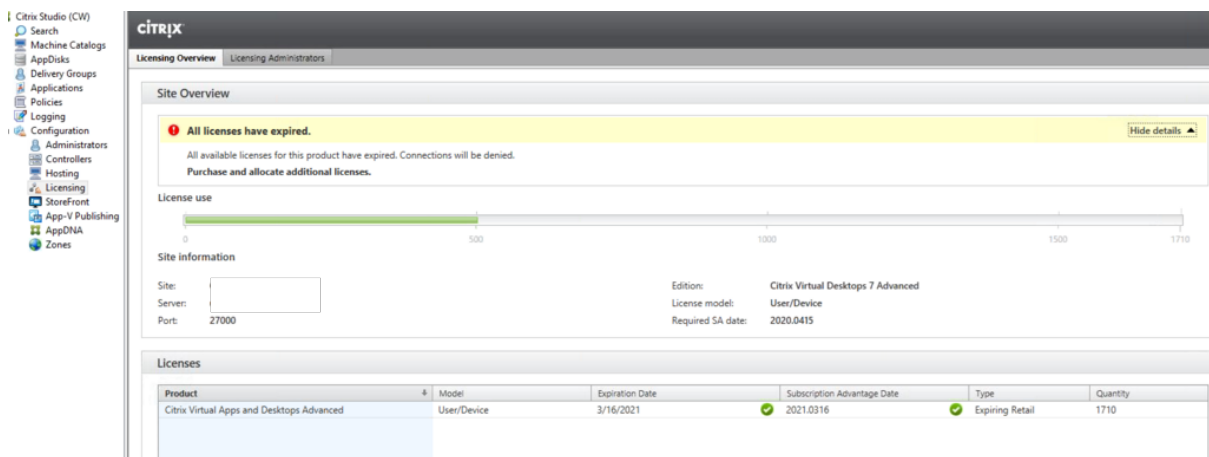 Citrix Studio (CW)
Search
Machine Catalogs
AppDisks
Delivery Groups
Applications
Policies
Logging
Configuration
Administrators
Controllers
Hosting
Licensing
StoreFront
App-V Publishing
AppDNA
Zones
CİTRIX
Licensing Overview Licensing Administrators
Site Overview
All licenses have expired. Hide details
All available licenses for this product have expired. Connections will be denied.
Purchase and allocate additional licenses.
License use
0 500 1000 1500 1710
Site information
Site: Edition: Citrix Virtual Desktops 7 Advanced
Server: License model: User/Device
Port: 27000 Required SA date: 2020.0415
Licenses
Product Model Expiration Date Subscription Advantage Date Type Quantity
Citrix Virtual Apps and Desktops Advanced User/Device 3/16/2021 2021.0316 Expiring Retail 1710